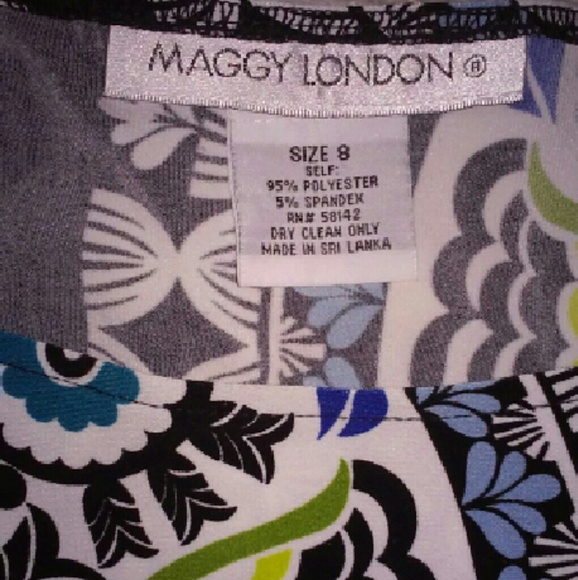 MAGGY LONDON ®
SIZE 8
SELF:
95% POLYESTER
5% SPANDEX
RN# 58142
DRY CLEAN ONLY
MADE IN SRI LANKA